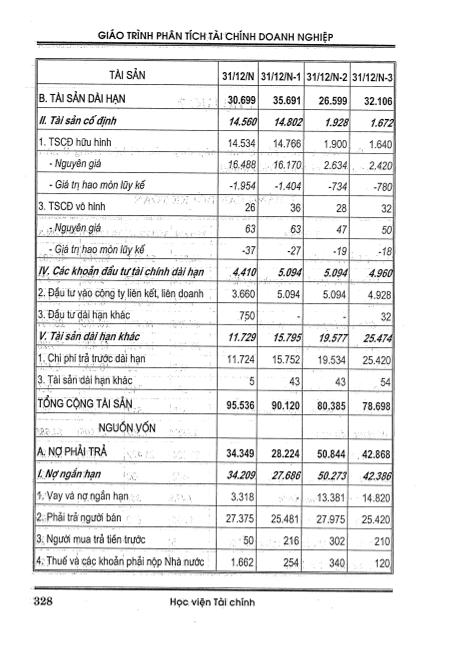 GIÁO TRÌNH PHÂN TÍCH TÀI CHÍNH DOANH NGHIỆP
TÀI SẢN 31/12/N 31/12/N-1 31/12/N-2 31/12/N-3
B. TÀI SẢN DÀI HẠN 30.699 35.691 26.599 32.106
II. Tài sản cố định 14.560 14.802 1.928 1.672
1. TSCĐ hữu hình 14.534 14.766 1.900 1.640
- Nguyên giá 16.488 16.170 2.634 2.420
- Giá trị hao mòn lũy kế -1.954 -1.404 -734 -780
3. TSCĐ vô hình 26 36 28 32
- Nguyên giá 63 63 47 50
- Giá trị hao mòn lũy kế -37 -27 -19 -18
IV. Các khoản đầu tư tài chính dài hạn 4.410 5.094 5.094 4.960
2. Đầu tư vào công ty liên kết, liên doanh 3.660 5.094 5.094 4.928
3. Đầu tư dài hạn khác 750 - - 32
V. Tài sản dài hạn khác 11.729 15.795 19.577 25.474
1. Chi phí trả trước dài hạn 11.724 15.752 19.534 25.420
3. Tài sản dài hạn khác 5 43 43 54
TỔNG CỘNG TÀI SẢN 95.536 90.120 80.385 78.698
NGUỒN VỐN
A. NỢ PHẢI TRẢ 34.349 28.224 50.844 42.868
I. Nợ ngắn hạn 34.209 27.686 50.273 42.386
1. Vay và nợ ngắn hạn 3.318 - 13.381 14.820
2. Phải trả người bán 27.375 25.481 27.975 25.420
3. Người mua trả tiền trước 50 216 302 210
4. Thuế và các khoản phải nộp Nhà nước 1.662 254 340 120
328 Học viện Tài chính